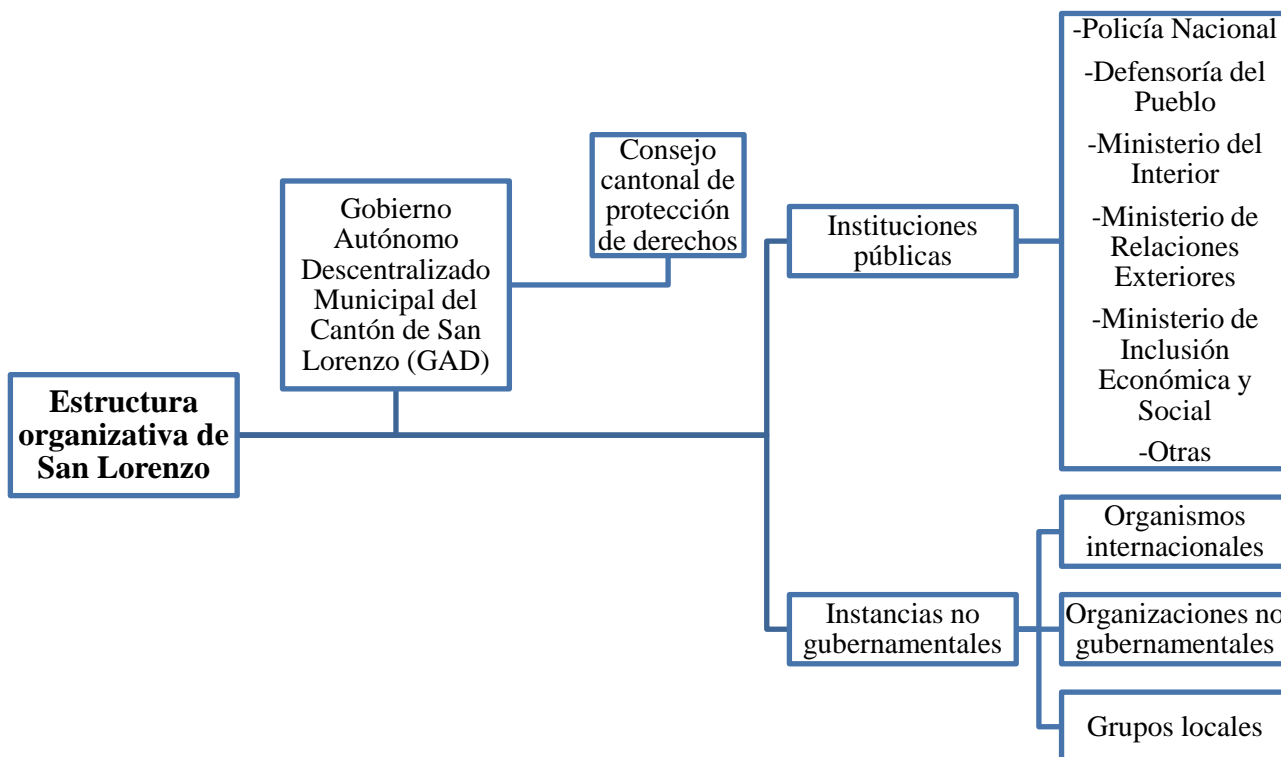 Estructura
organizativa de
San Lorenzo
Gobierno
Autónomo
Descentralizado
Municipal del
Cantón de San
Lorenzo (GAD)
Consejo
cantonal de
protección
de derechos
Instituciones
públicas
-Policía Nacional
-Defensoría del
Pueblo
-Ministerio del
Interior
-Ministerio de
Relaciones
Exteriores
-Ministerio de
Inclusión
Económica y
Social
-Otras
Instancias no
gubernamentales
Organismos
internacionales
Organizaciones no
gubernamentales
Grupos locales